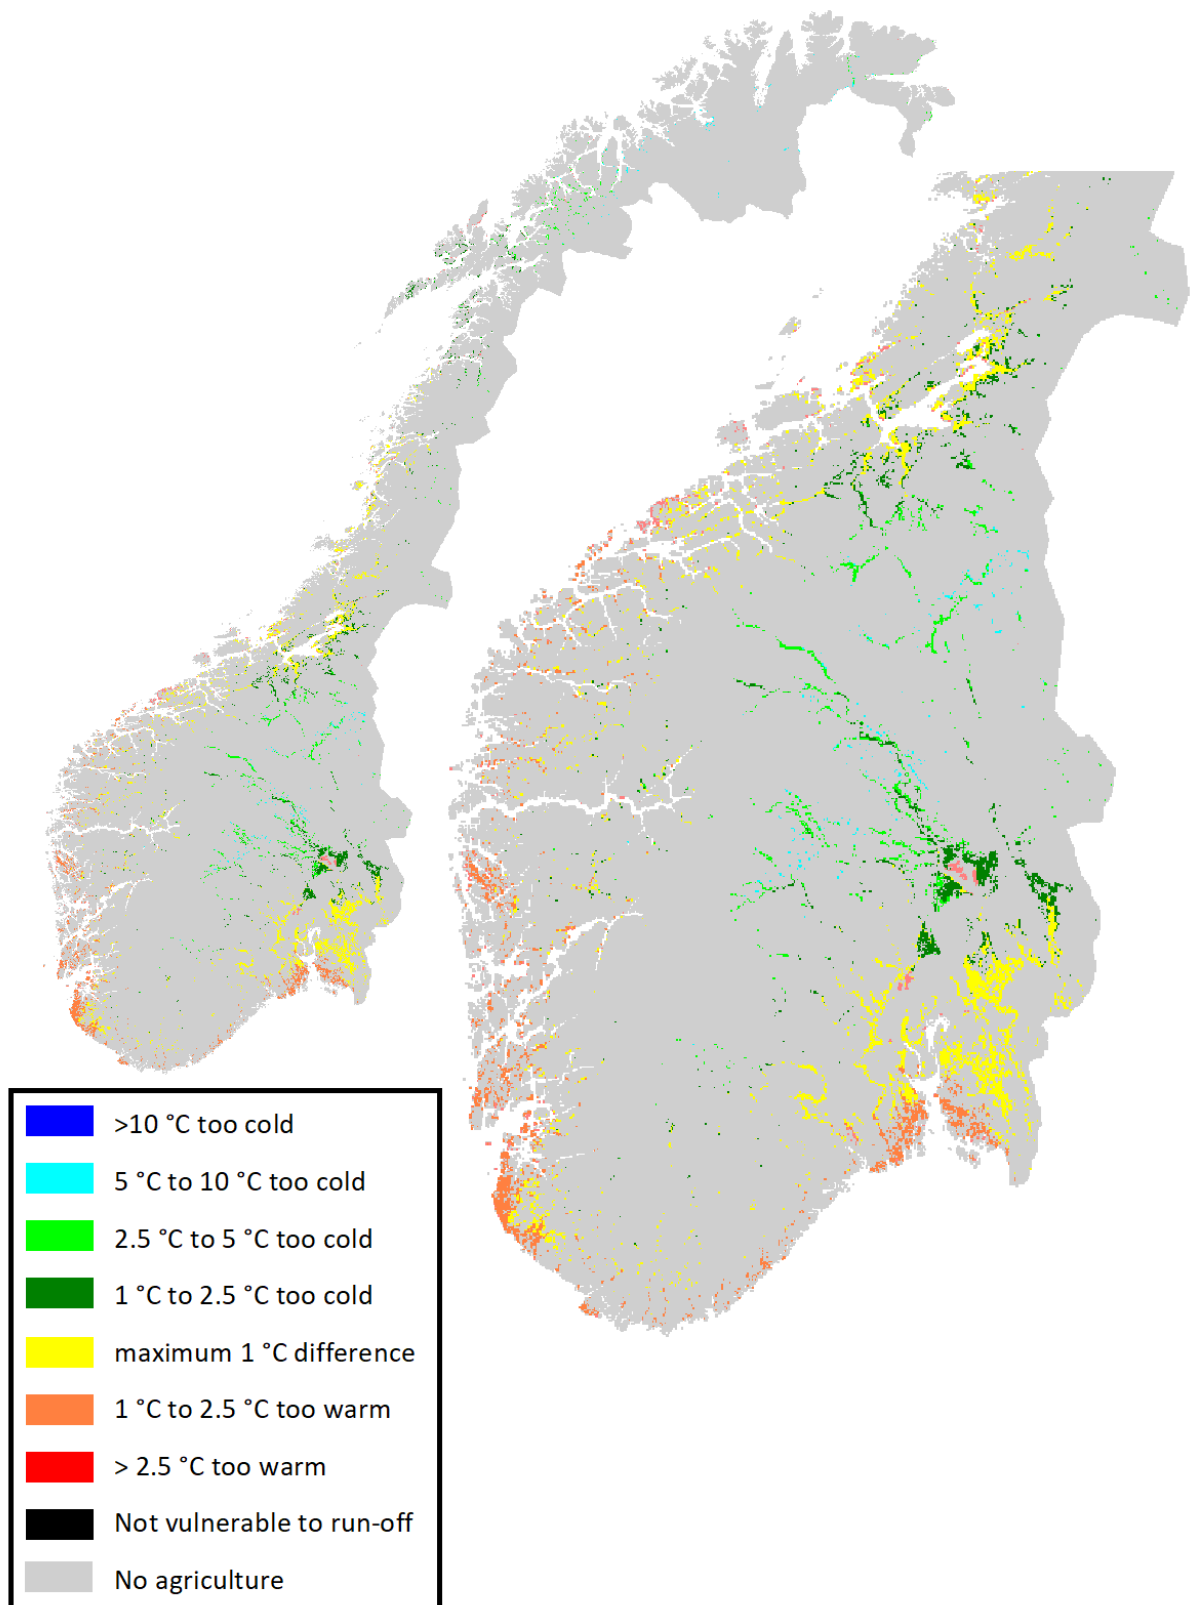 >10 °C too cold
5 °C to 10 °C too cold
2.5 °C to 5 °C too cold
1 °C to 2.5 °C too cold
maximum 1 °C difference
1 °C to 2.5 °C too warm
> 2.5 °C too warm
Not vulnerable to run-off
No agriculture